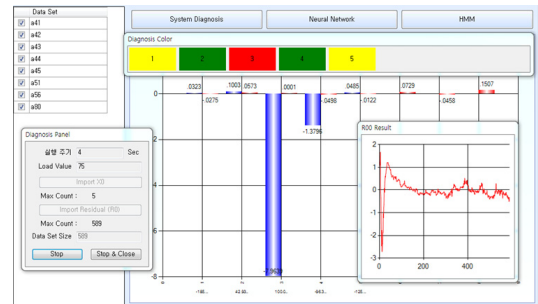 Data Set
a41
a42
a43
a44
a45
a51
a56
a80
System Diagnosis
Neural Network
HMM
Diagnosis Color
1
2
3
4
5
.0323
.1003
.0573
.0001
.0485
.0729
.1507
0
-.0275
-.0498
-.0122
-.0458
-1.3796
Diagnosis Panel
실행 주기 4 Sec
Load Value 75
Import X0
Max Count : 5
Import Residual (R0)
Max Count : 589
Data Set Size 589
Stop
Stop & Close
R00 Result
2
1
0
-1
-2
-3
0
200
400